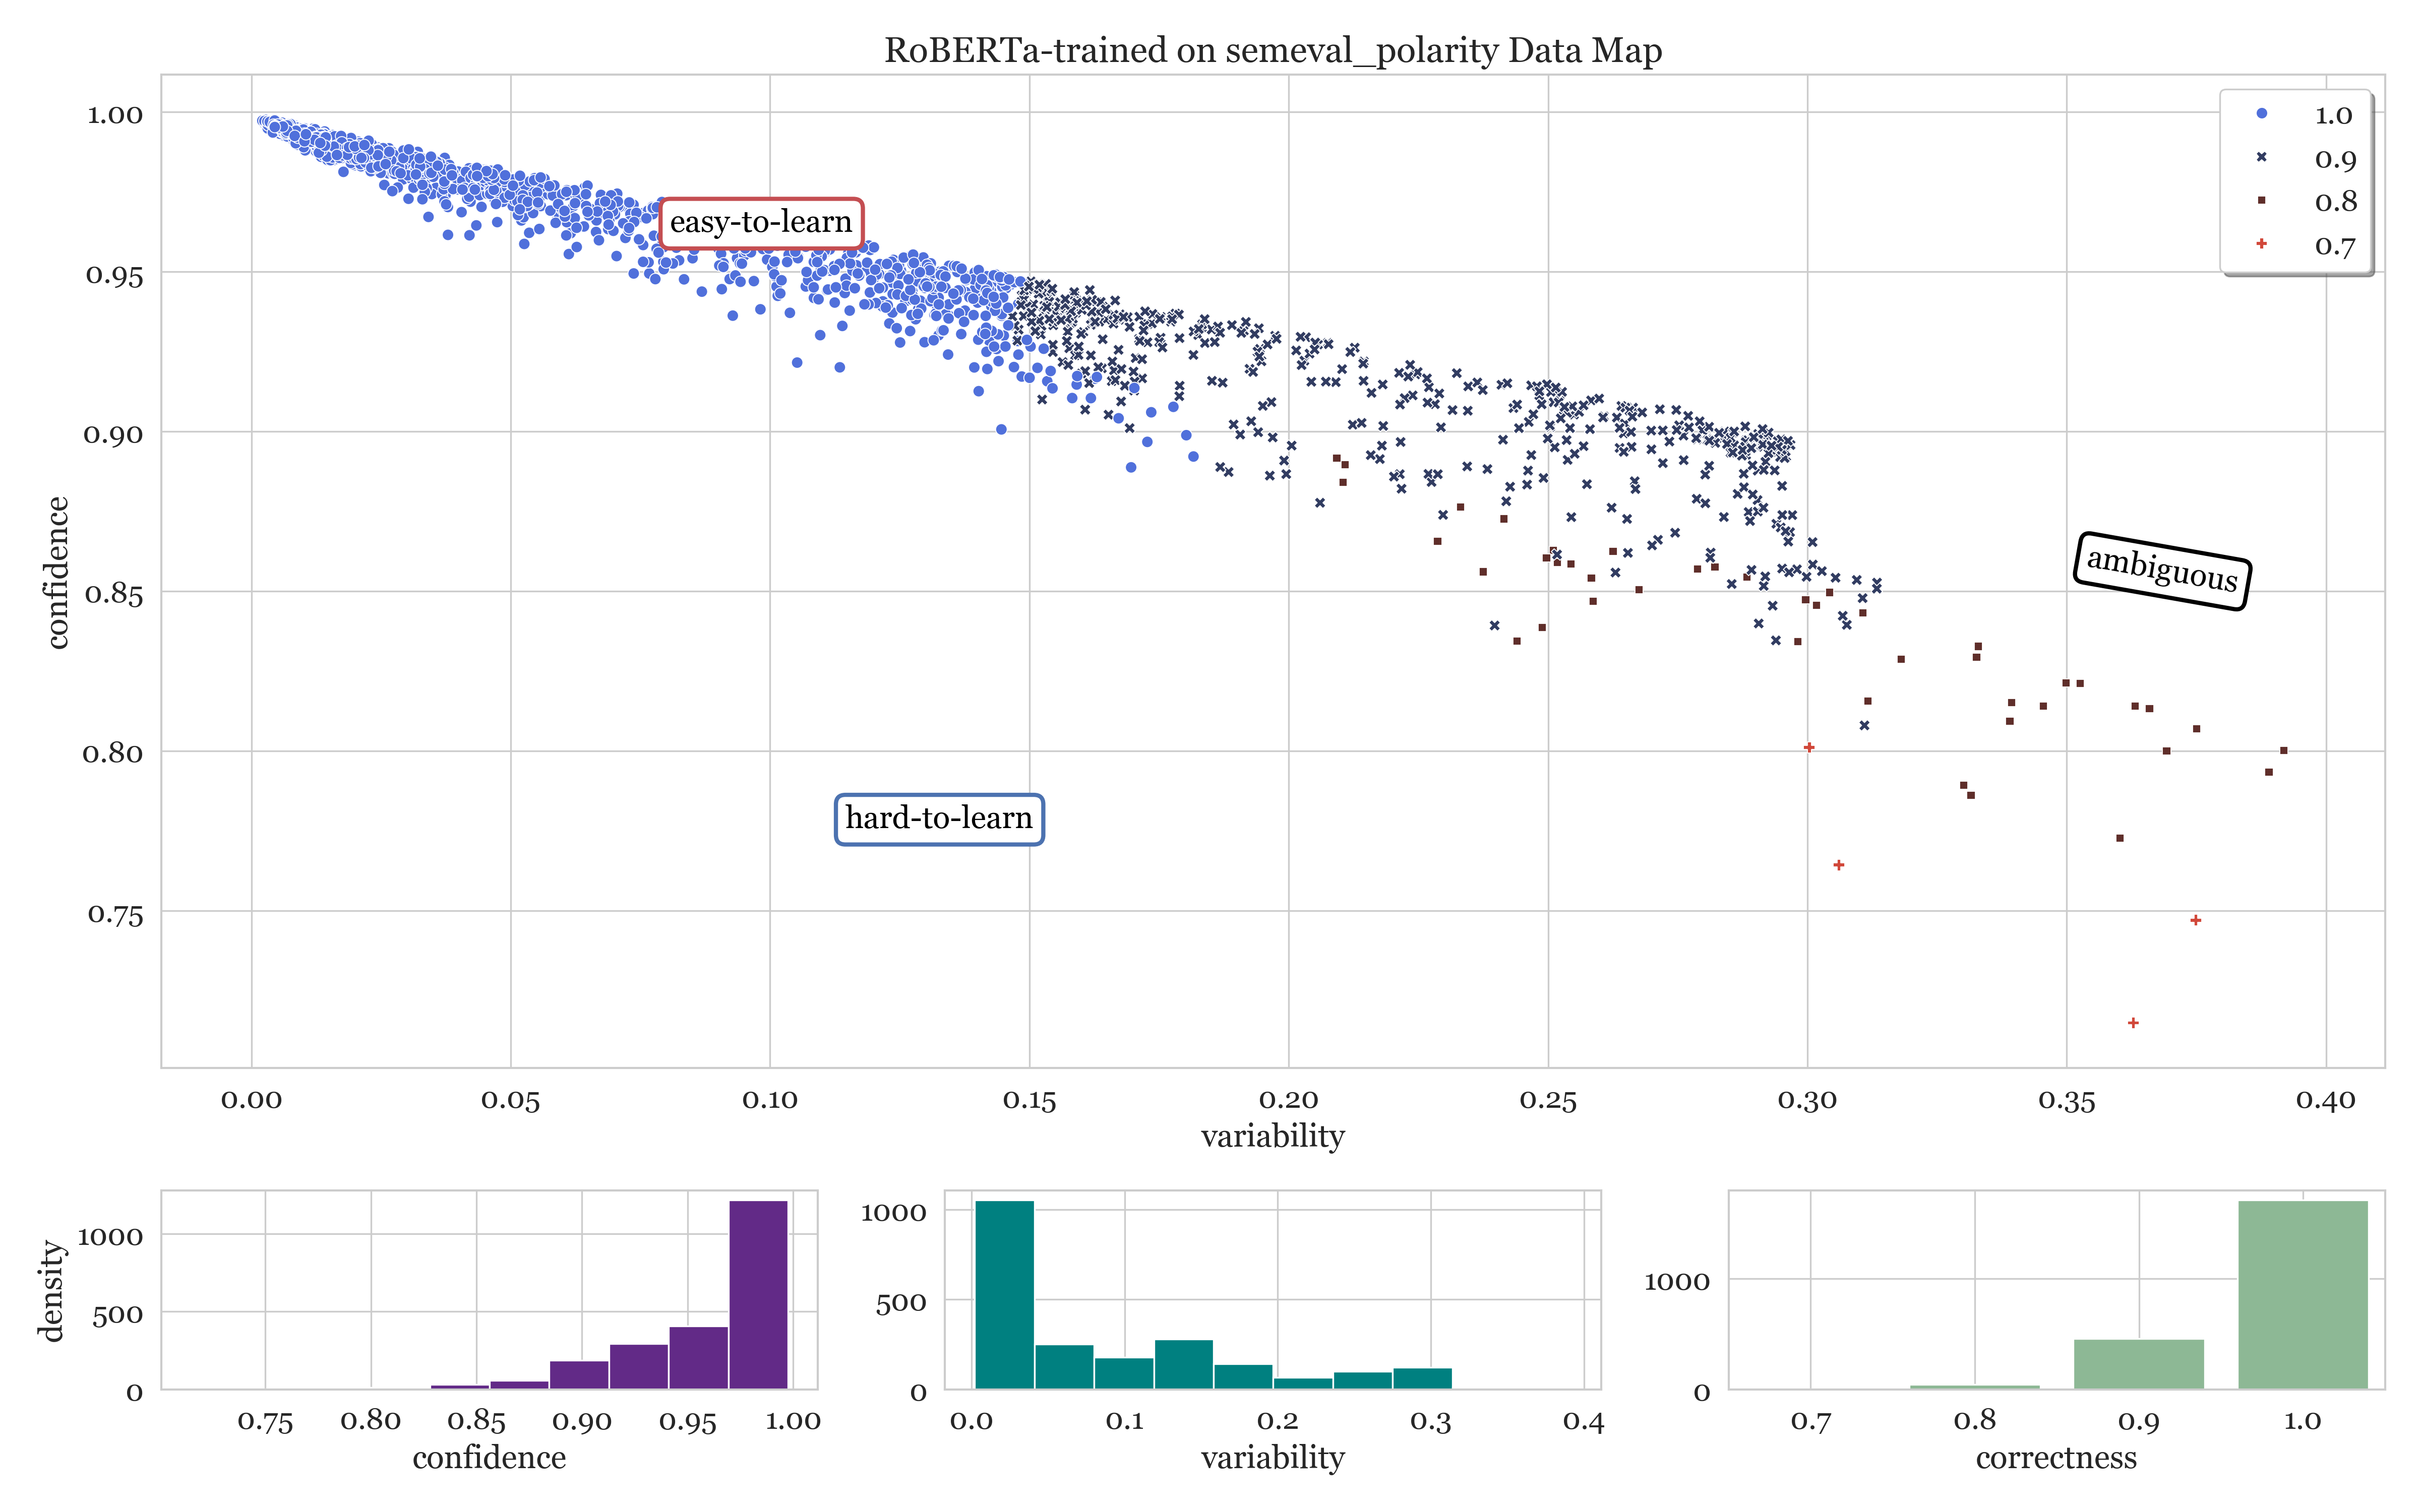 RoBERTa-trained on semeval_polarity Data Map
1.00
0.95
0.90
0.85
0.80
0.75
confidence
1.0
0.9
0.8
0.7
easy-to-learn
ambiguous
hard-to-learn
0.00 0.05 0.10 0.15 0.20 0.25 0.30 0.35 0.40
variability
density
1000
500
0
0.75 0.80 0.85 0.90 0.95 1.00
confidence
1000
500
0
0.0 0.1 0.2 0.3 0.4
variability
1000
0
0.7 0.8 0.9 1.0
correctness